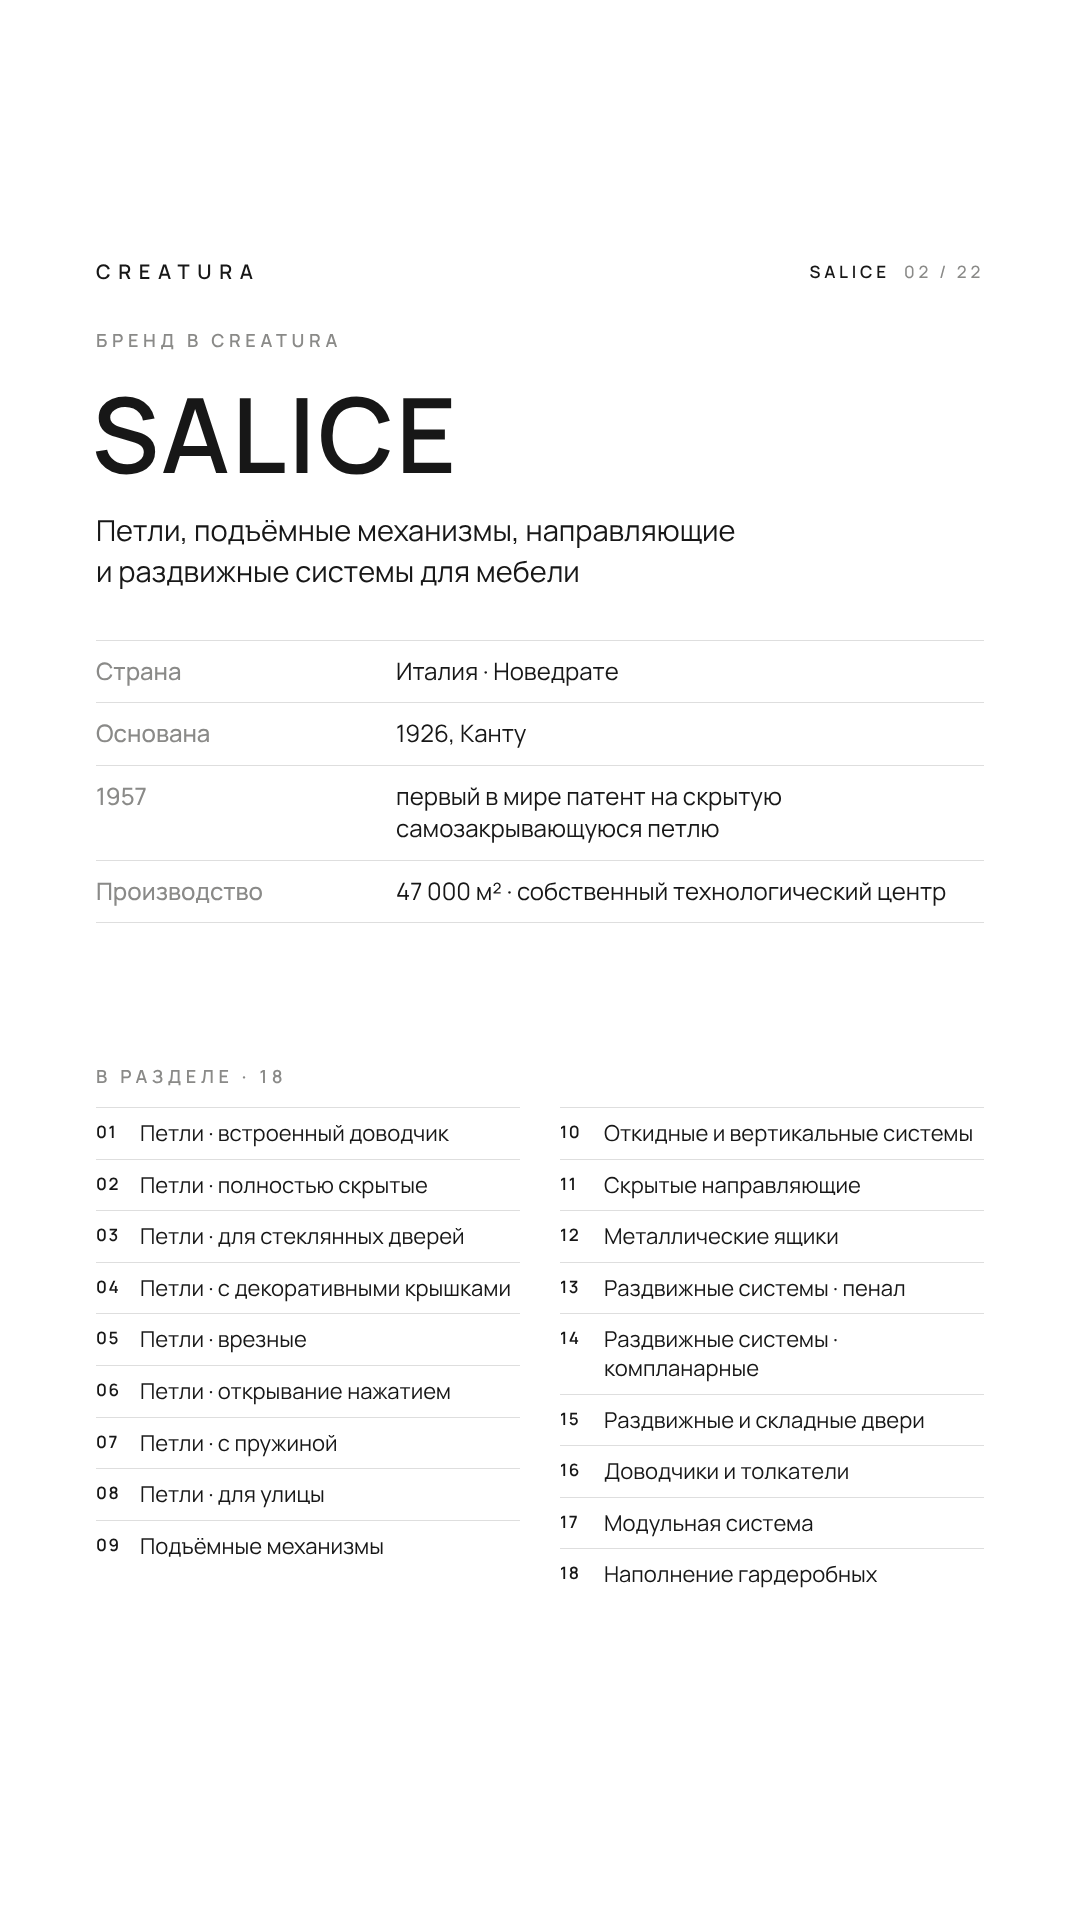 CREATURA
SALICE 02 / 22
БРЕНД В CREATURA
SALICE
Петли, подъёмные механизмы, направляющие
и раздвижные системы для мебели
Страна Италия · Новедрате
Основана 1926, Канту
1957 первый в мире патент на скрытую
самозакрывающуюся петлю
Производство 47 000 м² · собственный технологический центр
В РАЗДЕЛЕ · 18
01 Петли · встроенный доводчик
02 Петли · полностью скрытые
03 Петли · для стеклянных дверей
04 Петли · с декоративными крышками
05 Петли · врезные
06 Петли · открывание нажатием
07 Петли · с пружиной
08 Петли · для улицы
09 Подъёмные механизмы
10 Откидные и вертикальные системы
11 Скрытые направляющие
12 Металлические ящики
13 Раздвижные системы · пенал
14 Раздвижные системы ·
компланарные
15 Раздвижные и складные двери
16 Доводчики и толкатели
17 Модульная система
18 Наполнение гардеробных